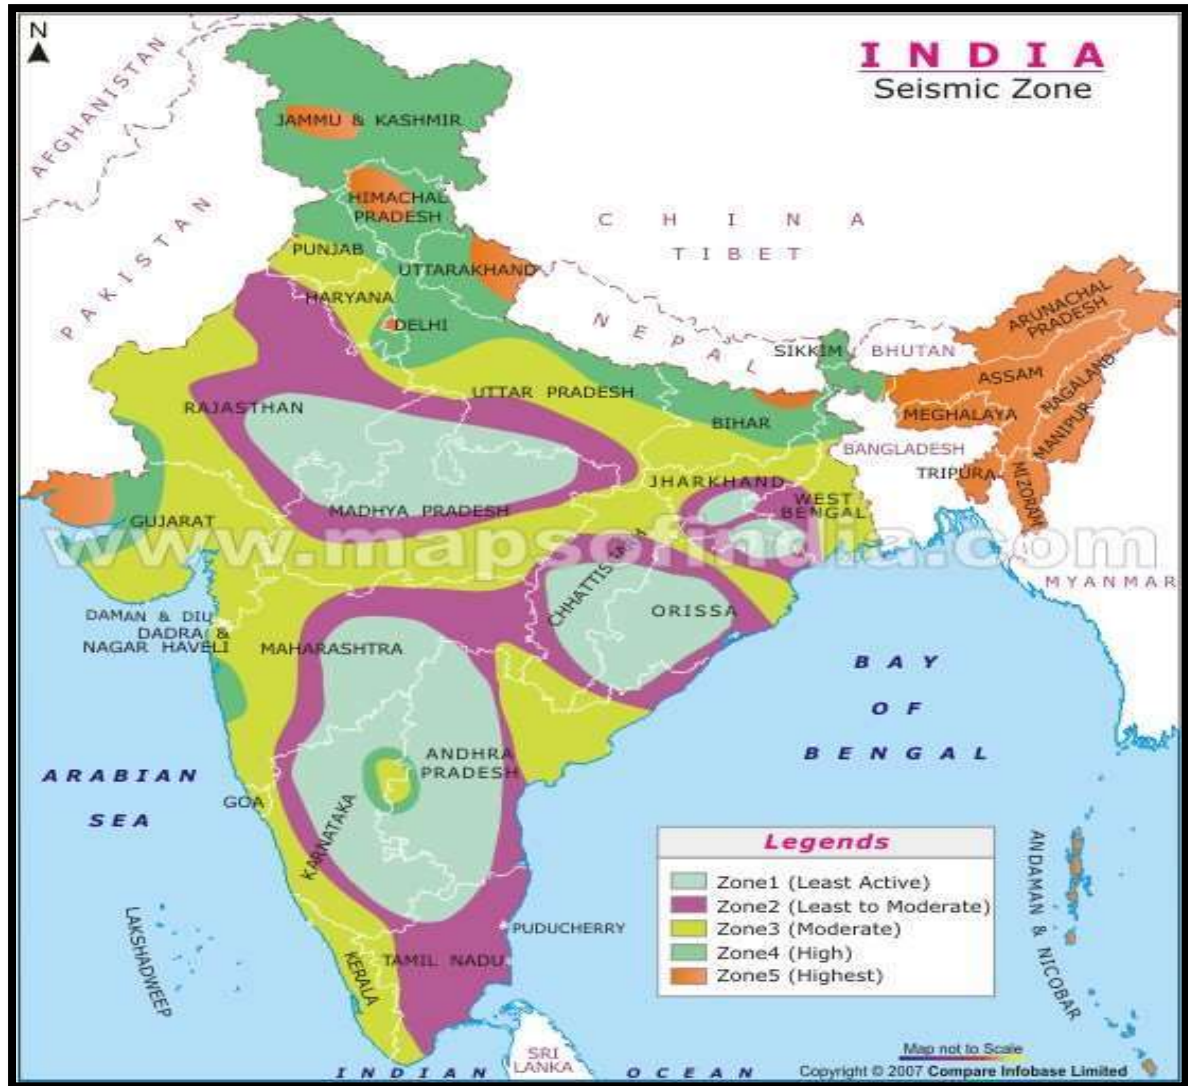 N
INDIA
Seismic Zone
AFGHANISTAN
PAKISTAN
JAMMU & KASHMIR
HIMACHAL
PRADESH
PUNJAB
UTTARAKHAND
HARYANA
DELHI
CHINA
TIBET
NEPAL
SIKKIM
BHUTAN
ARUNACHAL
PRADESH
ASSAM
NAGALAND
MEGHALAYA
MANIPUR
BANGLADESH
TRIPURA
MIZORAM
MYANMAR
RAJASTHAN
UTTAR PRADESH
BIHAR
JHARKHAND
WEST
BENGAL
MADHYA PRADESH
GUJARAT
www.mapsofindia.com
CHHATTISGARH
ORISSA
DAMAN & DIU
DADRA &
NAGAR HAVELI
MAHARASHTRA
BAY
OF
BENGAL
ANDHRA
PRADESH
ARABIAN
SEA
GOA
KARNATAKA
Legends
Zone1 (Least Active)
Zone2 (Least to Moderate)
Zone3 (Moderate)
Zone4 (High)
Zone5 (Highest)
ANDAMAN & NICOBAR
LAKSHADWEEP
PUDUCHERRY
TAMIL NADU
KERALA
SRI
LANKA
INDIAN OCEAN
Map not to Scale
Copyright © 2007 Compare Infobase Limited